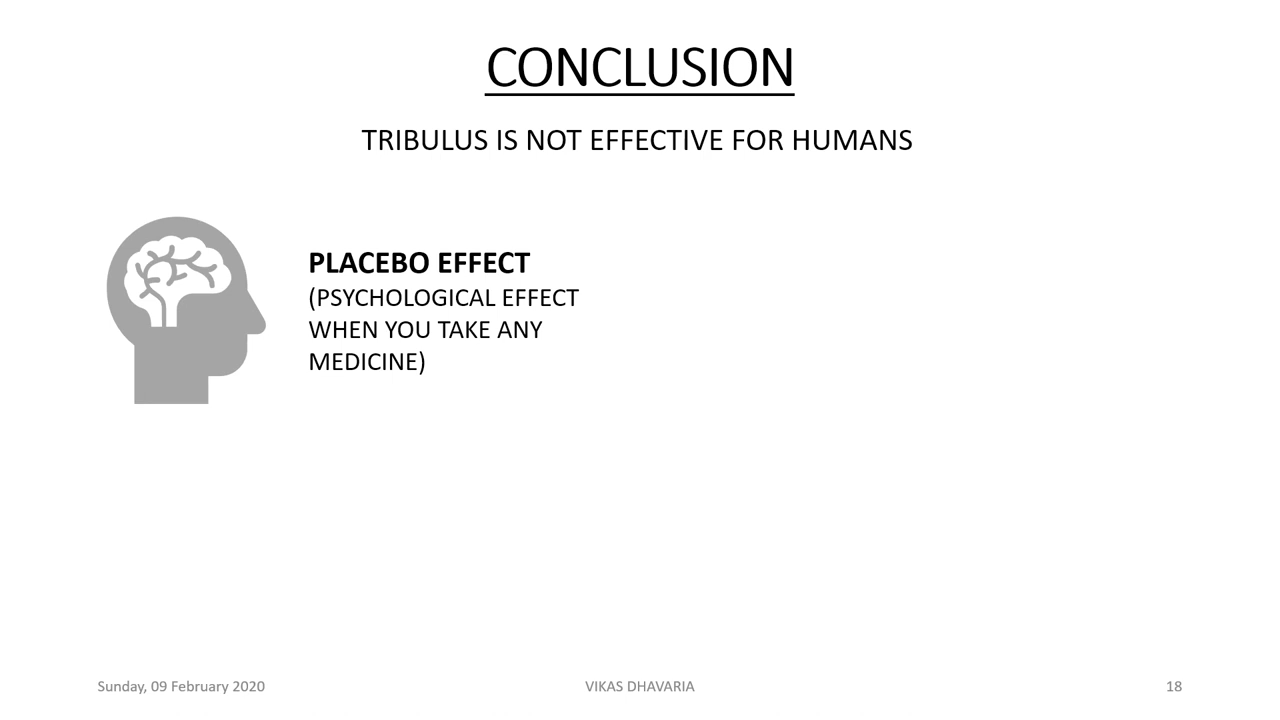 CONCLUSION
TRIBULUS IS NOT EFFECTIVE FOR HUMANS
PLACEBO EFFECT
(PSYCHOLOGICAL EFFECT
WHEN YOU TAKE ANY
MEDICINE)
Sunday, 09 February 2020
VIKAS DHAVARIA
18